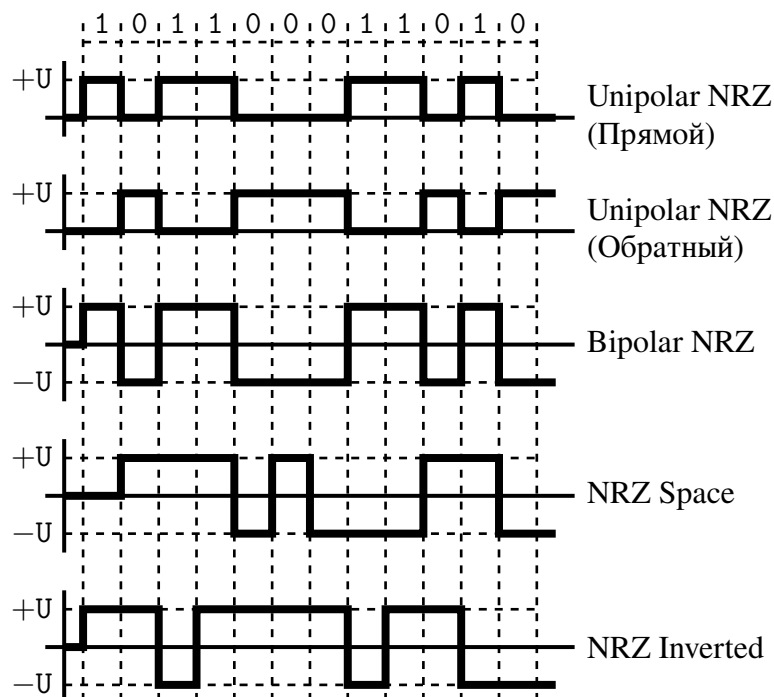 1 0 1 1 0 0 0 1 1 0 1 0
+U
Unipolar NRZ
(Прямой)
+U
Unipolar NRZ
(Обратный)
+U
Bipolar NRZ
−U
+U
NRZ Space
−U
+U
NRZ Inverted
−U